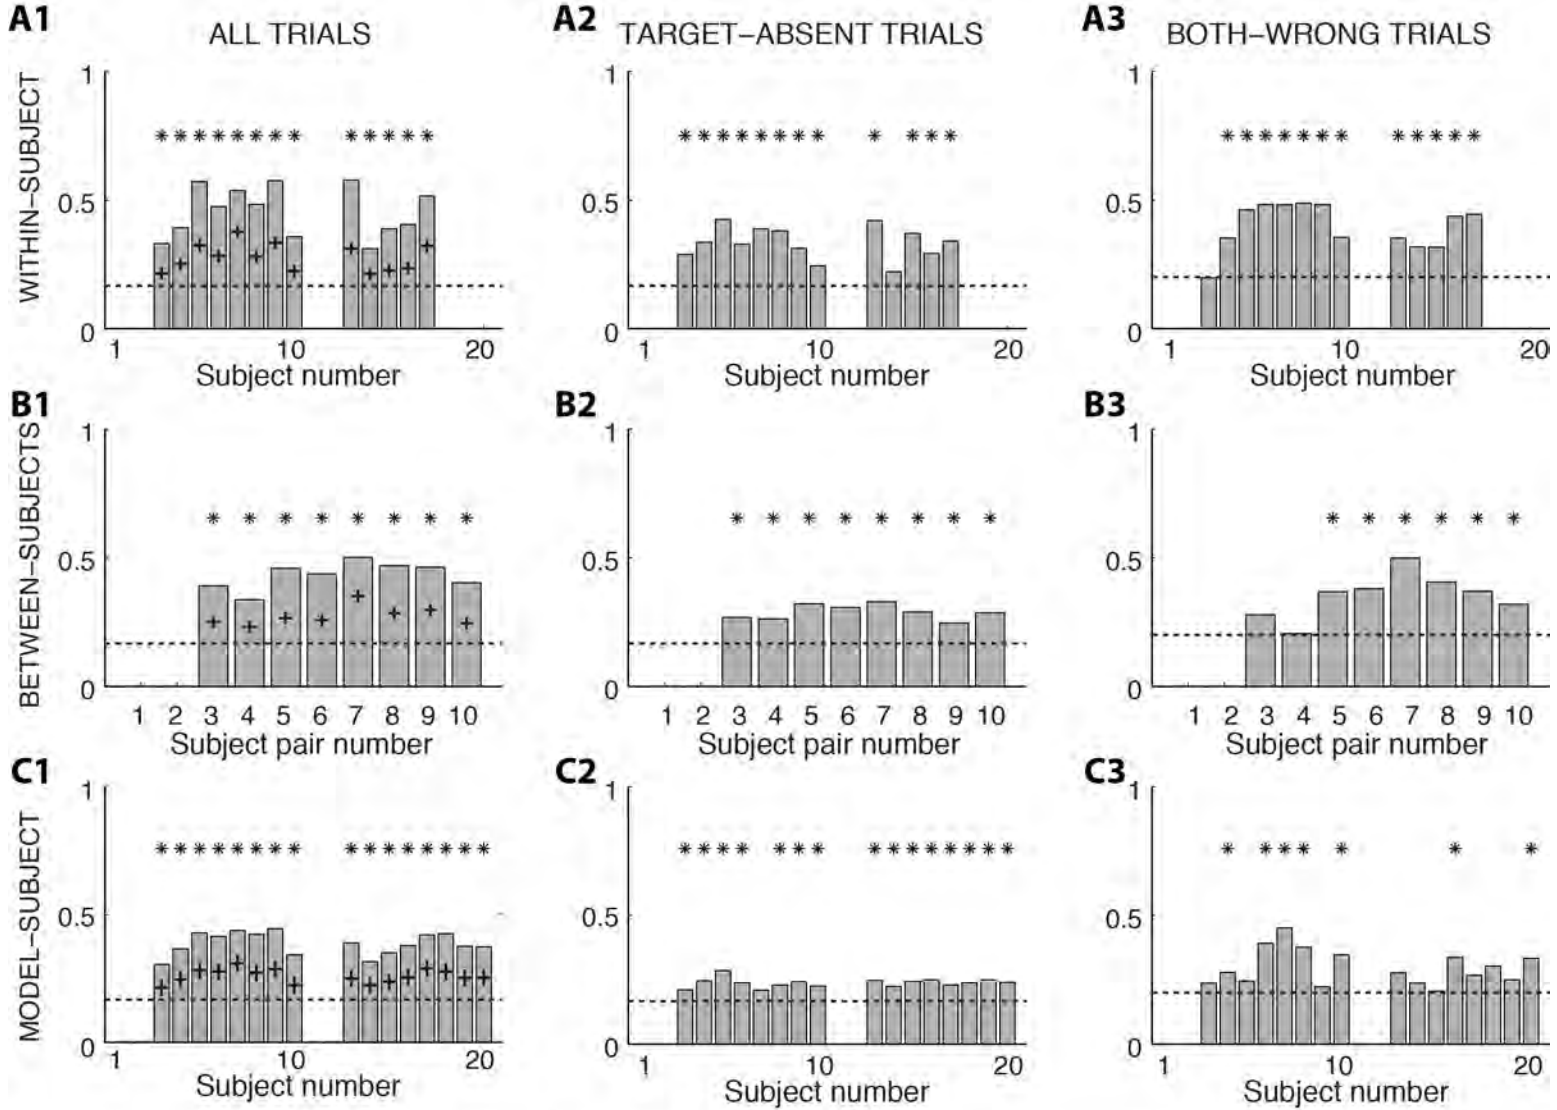 A1 A2 A3
ALL TRIALS TARGET-ABSENT TRIALS BOTH-WRONG TRIALS
WITHIN-SUBJECT
1 1 1
* * * * * * * * * * * * * * * * * * * * * * * * * * * * * * * * * * * * *
0.5 0.5 0.5
+ + + + + + + + + + + + +
0 0 0
1 10 20 1 10 20 1 10 20
Subject number Subject number Subject number
B1 B2 B3
BETWEEN-SUBJECTS
1 1 1
* * * * * * * * * * * * * * * * * * * * * *
0.5 0.5 0.5
+ + + + + + + +
0 0 0
1 2 3 4 5 6 7 8 9 10 1 2 3 4 5 6 7 8 9 10 1 2 3 4 5 6 7 8 9 10
Subject pair number Subject pair number Subject pair number
C1 C2 C3
MODEL-SUBJECT
1 1 1
* * * * * * * * * * * * * * * * * * * * * * * * * * * * * * * * * * * * * *
0.5 0.5 0.5
+ + + + + + + + + + + + + + + +
0 0 0
1 10 20 1 10 20 1 10 20
Subject number Subject number Subject number